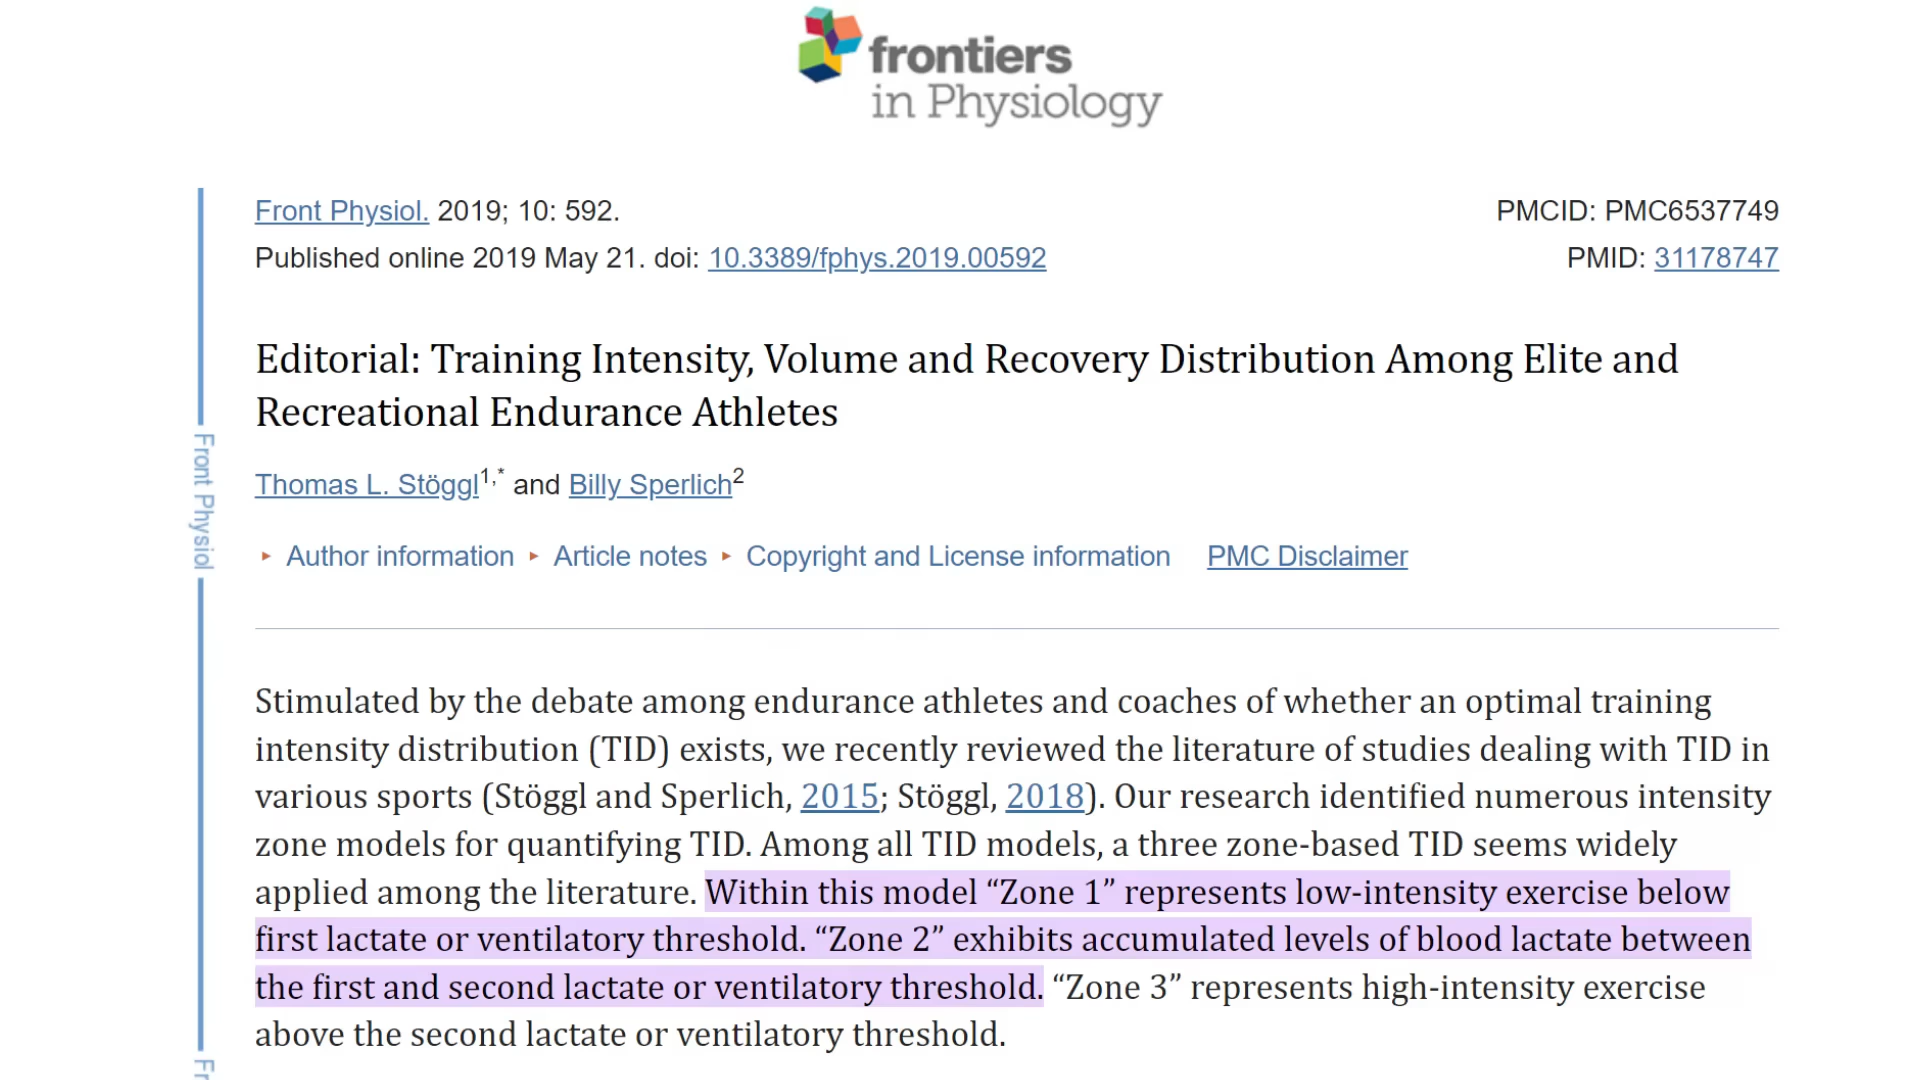 frontiers
in Physiology
Front Physiol. 2019; 10: 592.
PMCID: PMC6537749
Published online 2019 May 21. doi: 10.3389/fphys.2019.00592
PMID: 31178747
Editorial: Training Intensity, Volume and Recovery Distribution Among Elite and
Recreational Endurance Athletes
Thomas L. Stöggl1,* and Billy Sperlich2
▸ Author information ▸ Article notes ▸ Copyright and License information PMC Disclaimer
Front Physiol
Stimulated by the debate among endurance athletes and coaches of whether an optimal training
intensity distribution (TID) exists, we recently reviewed the literature of studies dealing with TID in
various sports (Stöggl and Sperlich, 2015; Stöggl, 2018). Our research identified numerous intensity
zone models for quantifying TID. Among all TID models, a three zone-based TID seems widely
applied among the literature. Within this model “Zone 1” represents low-intensity exercise below
first lactate or ventilatory threshold. “Zone 2” exhibits accumulated levels of blood lactate between
the first and second lactate or ventilatory threshold. “Zone 3” represents high-intensity exercise
above the second lactate or ventilatory threshold.
Fr